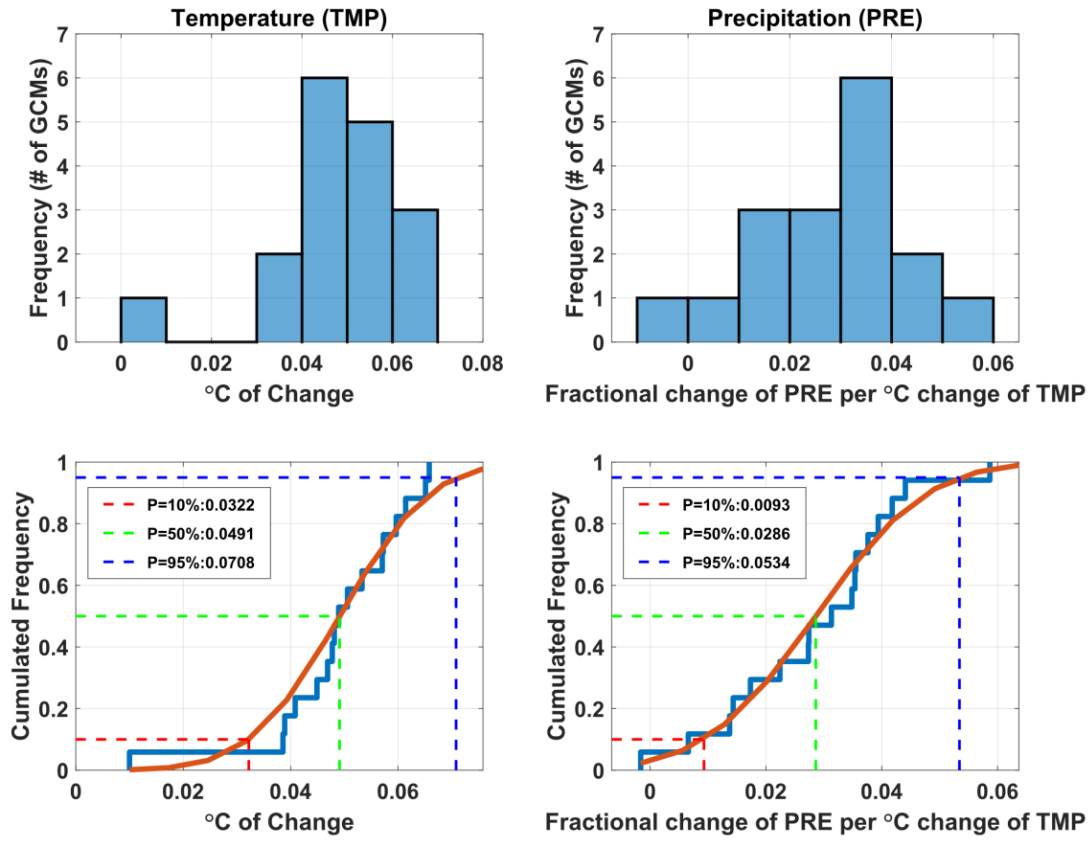 Temperature (TMP)
Frequency (# of GCMs)
7
6
5
4
3
2
1
0
0 0.02 0.04 0.06 0.08
°C of Change
Precipitation (PRE)
Frequency (# of GCMs)
7
6
5
4
3
2
1
0
0 0.02 0.04 0.06
Fractional change of PRE per °C change of TMP
Cumulated Frequency
1
0.8
0.6
0.4
0.2
0
P=10%:0.0322
P=50%:0.0491
P=95%:0.0708
0 0.02 0.04 0.06
°C of Change
Cumulated Frequency
1
0.8
0.6
0.4
0.2
0
P=10%:0.0093
P=50%:0.0286
P=95%:0.0534
0 0.02 0.04 0.06
Fractional change of PRE per °C change of TMP